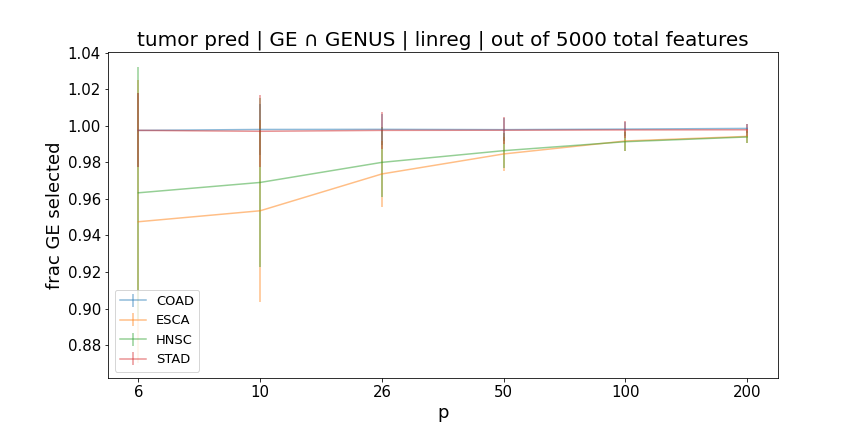 tumor pred | GE ∩ GENUS | linreg | out of 5000 total features
1.04
1.02
1.00
0.98
0.96
0.94
0.92
0.90
0.88
frac GE selected
COAD
ESCA
HNSC
STAD
6 10 26 50 100 200
p